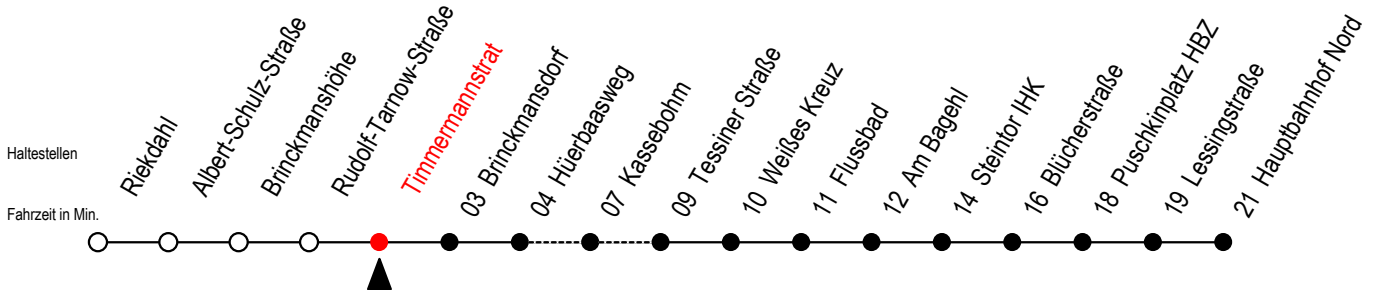 Haltestellen
Fahrzeit in Min.
Riekdahl
Albert-Schulz-Straße
Brinckmanshöhe
Rudolf-Tarnow-Straße
Timmermannstrat
03 Brinckmansdorf
04 Hüerbaasweg
07 Kassebohm
09 Tessiner Straße
10 Weißes Kreuz
11 Flussbad
12 Am Bagehl
14 Steintor IHK
16 Blücherstraße
18 Puschkinplatz HBZ
19 Lessingstraße
21 Hauptbahnhof Nord